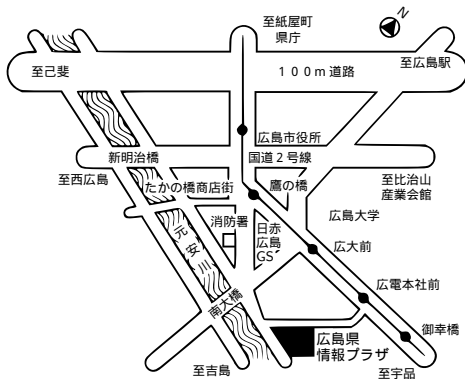 至紙屋町
県庁
N
至己斐
100m道路
至広島駅
広島市役所
新明治橋
国道2号線
至西広島
たかの橋商店街
鷹の橋
至比治山
産業会館
広島大学
消防署
日赤
広島
GS
元安川
広大前
広電本社前
南大橋
御幸橋
広島県
情報プラザ
至吉島
至宇品